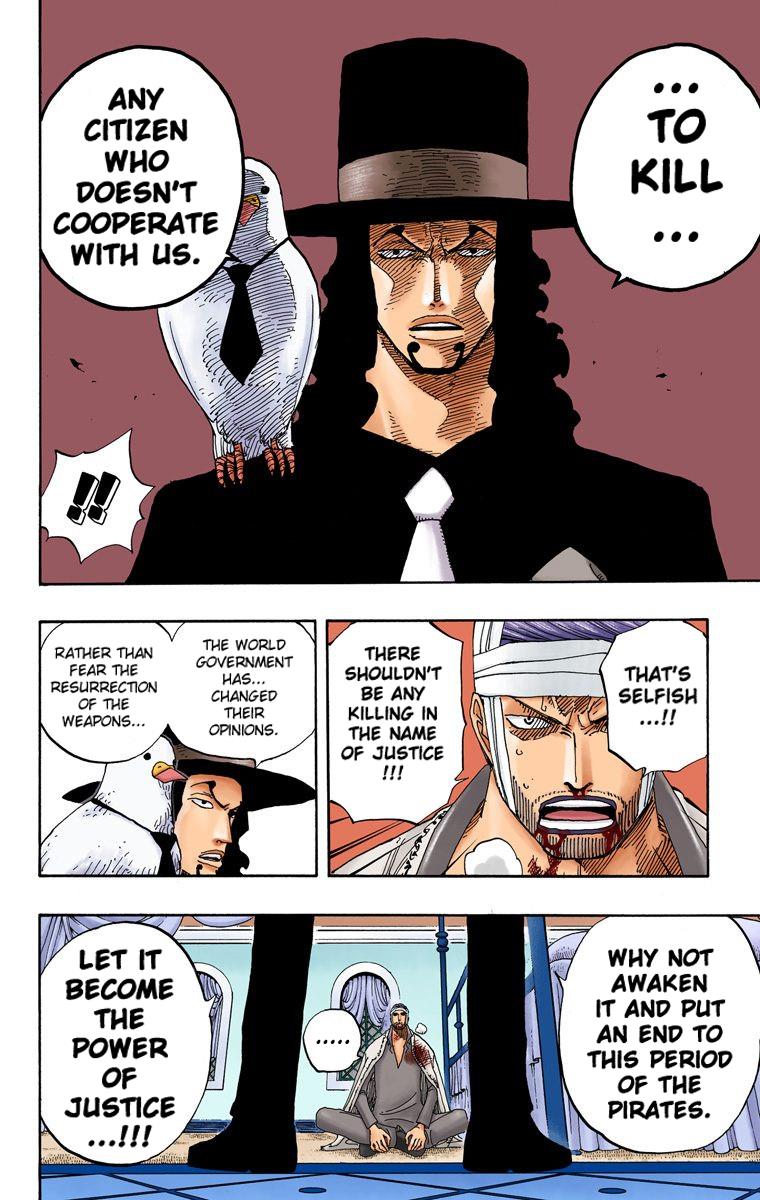 ...
TO
KILL
...
ANY
CITIZEN
WHO
DOESN'T
COOPERATE
WITH US.
!!
THAT'S
SELFISH
...!!
THERE
SHOULDN'T
BE ANY
KILLING IN
THE NAME
OF JUSTICE
!!!
THE WORLD
GOVERNMENT
HAS...
CHANGED
THEIR
OPINIONS.
RATHER THAN
FEAR THE
RESURRECTION
OF THE
WEAPONS...
WHY NOT
AWAKEN
IT AND PUT
AN END TO
THIS PERIOD
OF THE
PIRATES.
.....
LET IT
BECOME
THE
POWER
OF
JUSTICE
...!!!